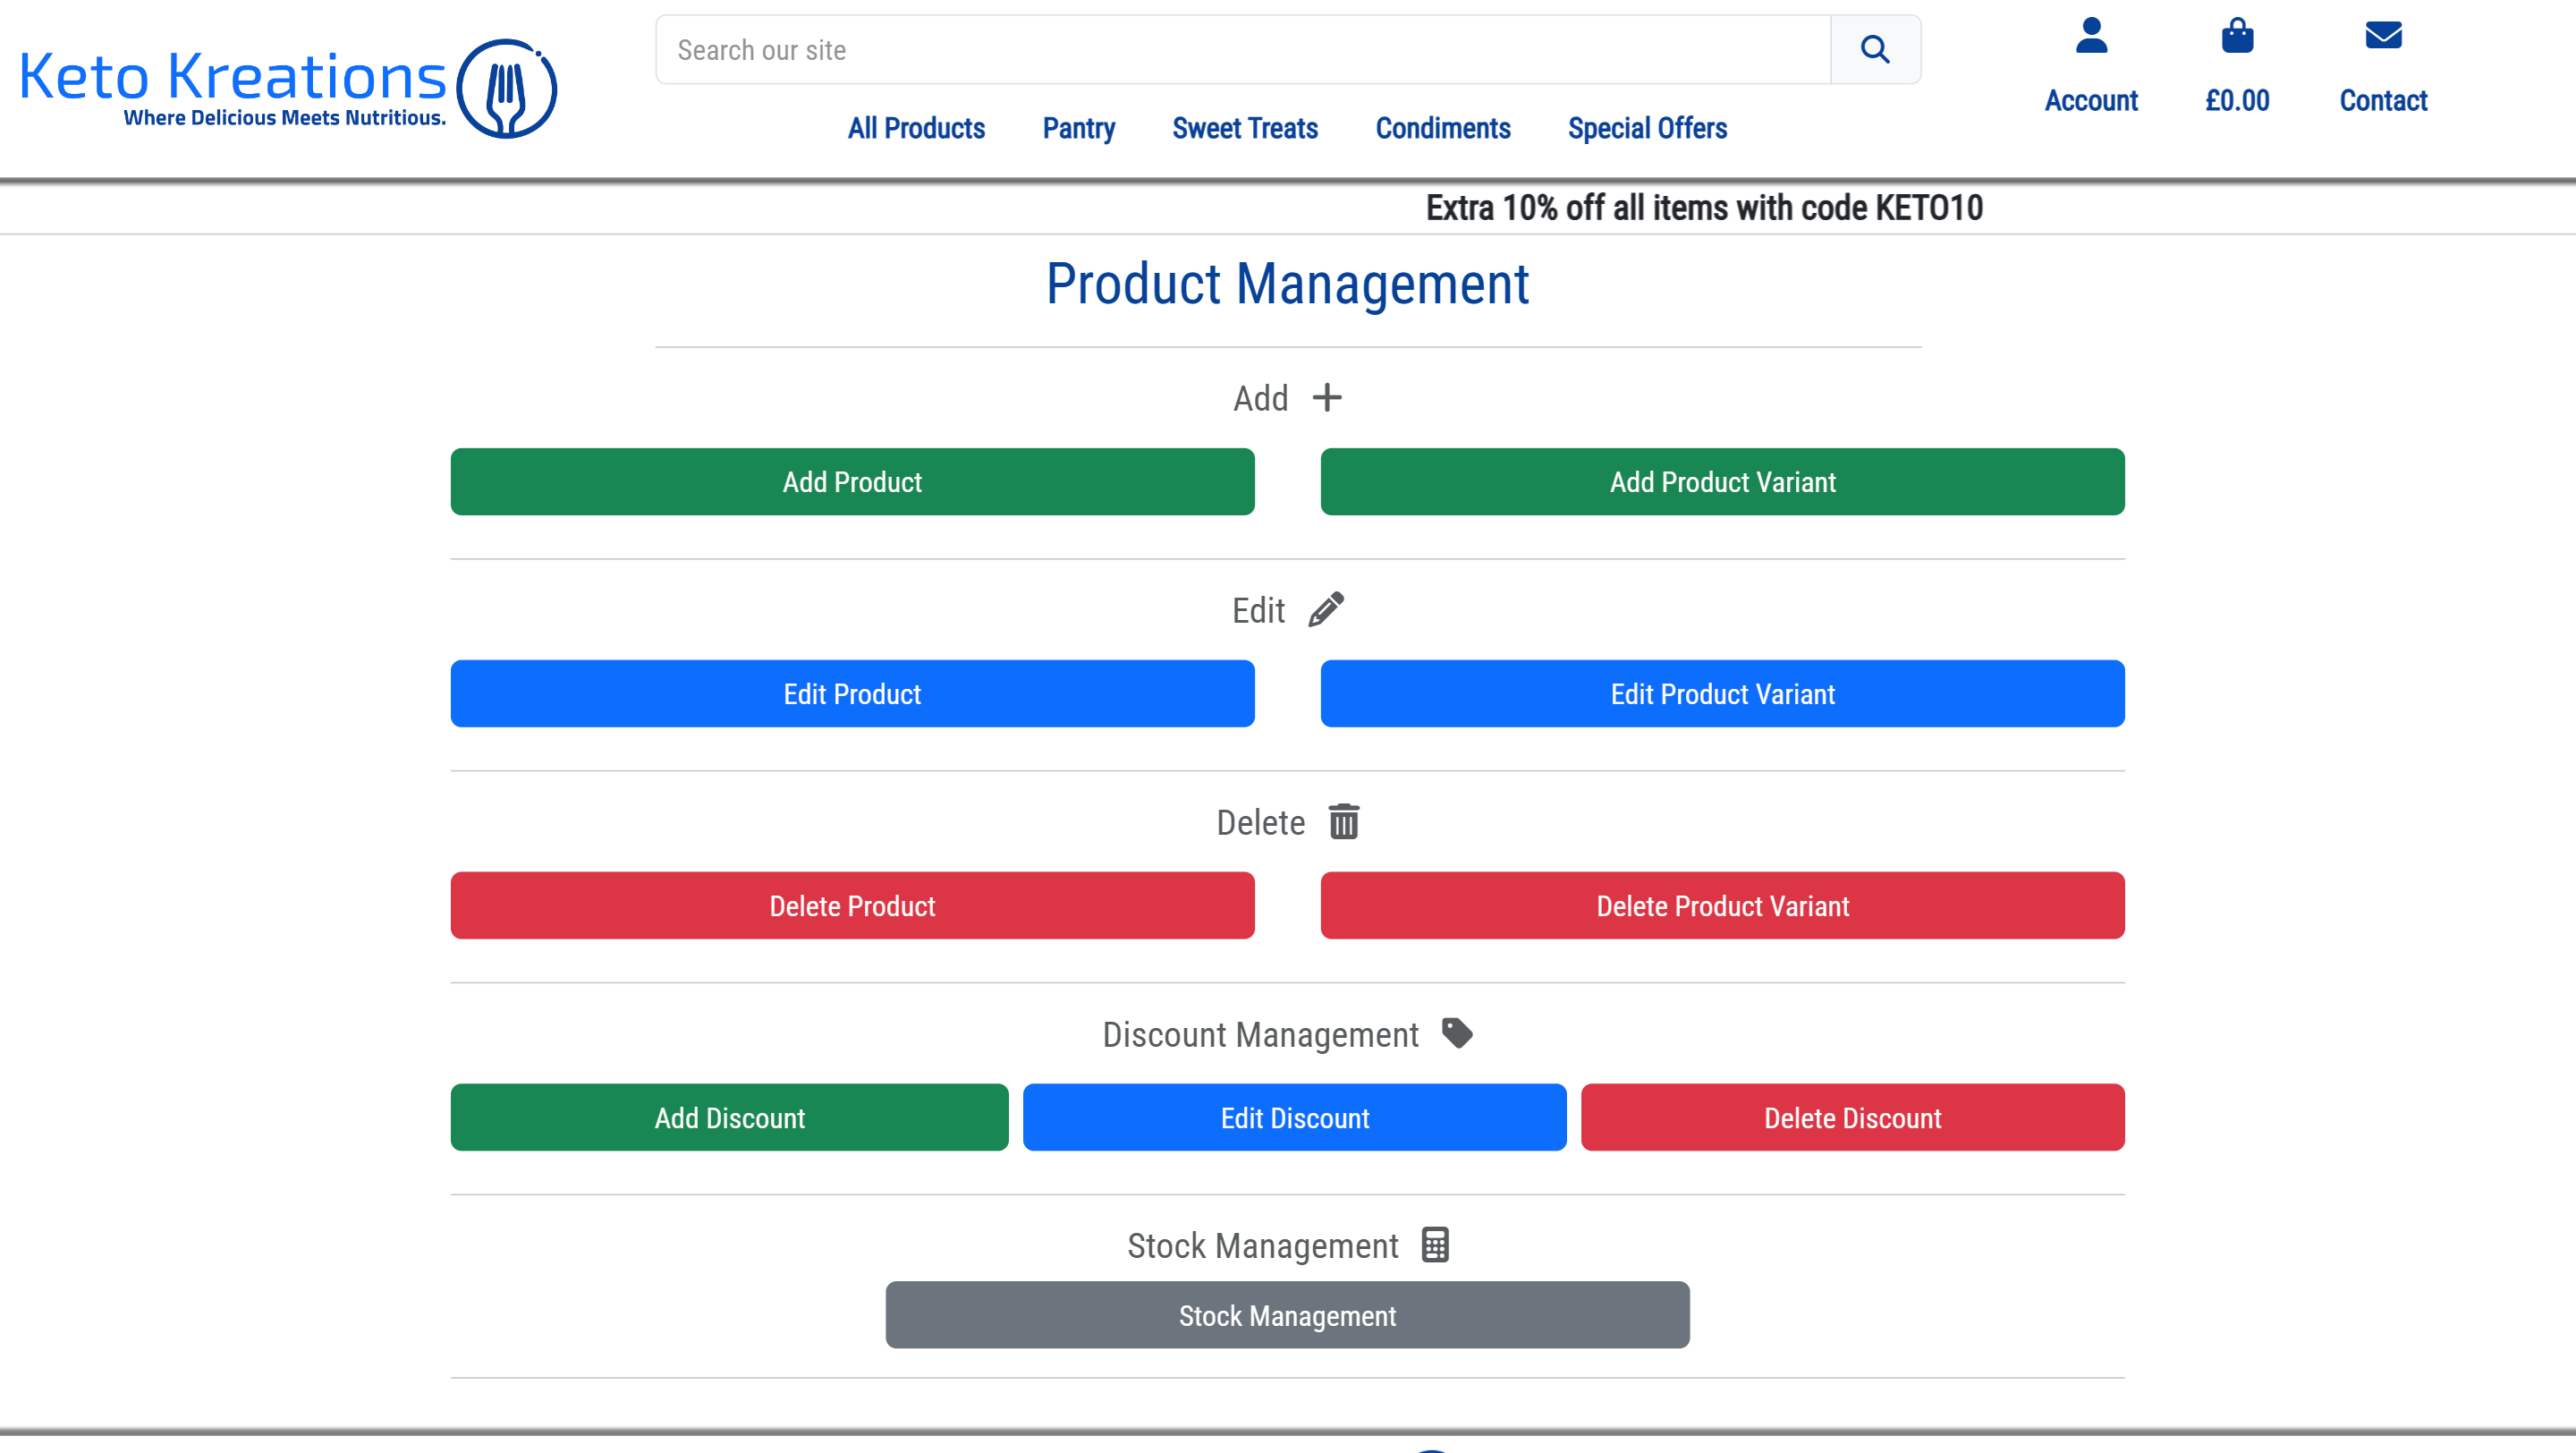 Keto Kreations
Where Delicious Meets Nutritious.
Search our site
All Products Pantry Sweet Treats Condiments Special Offers
Account £0.00 Contact
Extra 10% off all items with code KETO10
Product Management
Add
Add Product Add Product Variant
Edit
Edit Product Edit Product Variant
Delete
Delete Product Delete Product Variant
Discount Management
Add Discount Edit Discount Delete Discount
Stock Management
Stock Management